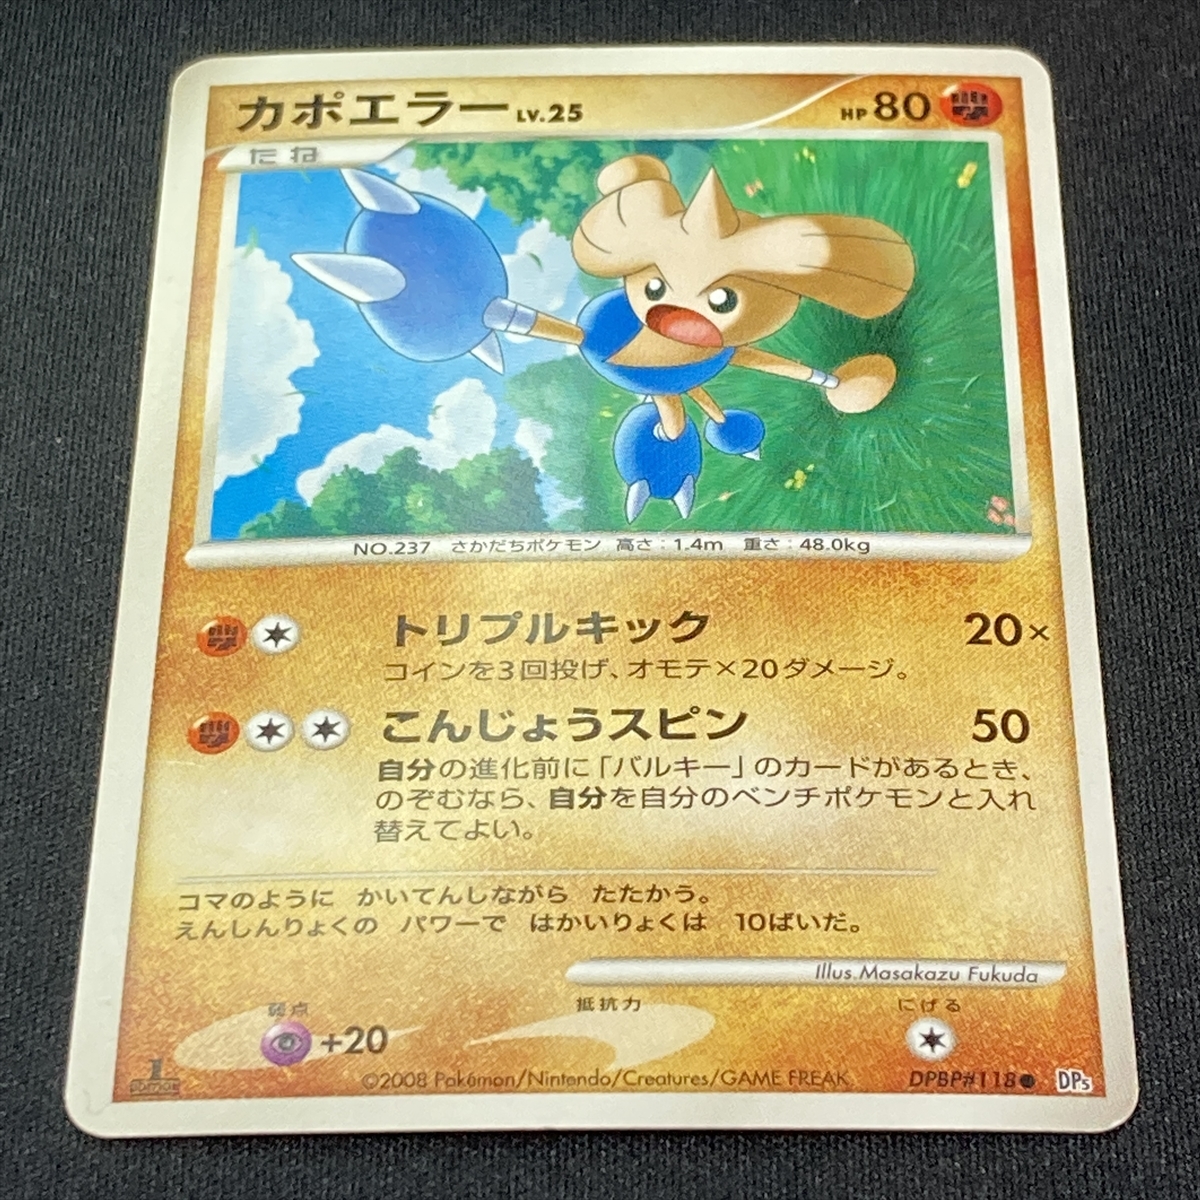 カポエラー LV.25 HP 80
たね
NO.237 さかだちポケモン 高さ:1.4m 重さ:48.0kg
トリプルキック 20×
コインを3回投げ、オモテ×20ダメージ。
こんじょうスピン 50
自分の進化前に「バルキー」のカードがあるとき、
のぞむなら、自分を自分のベンチポケモンと入れ
替えてよい。
コマのように かいてんしながら たたかう。
えんしんりょくの パワーで はかいりょくは 10ばいだ。
Illus. Masakazu Fukuda
弱点 抵抗力 にげる
+20
1 EDITION
©2008 Pokémon/Nintendo/Creatures/GAME FREAK DPBP#118 DP5